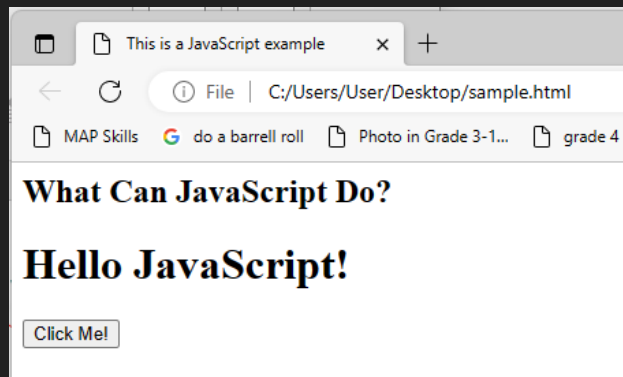 This is a JavaScript example
File C:/Users/User/Desktop/sample.html
MAP Skills do a barrell roll Photo in Grade 3-1... grade 4
What Can JavaScript Do?
Hello JavaScript!
Click Me!